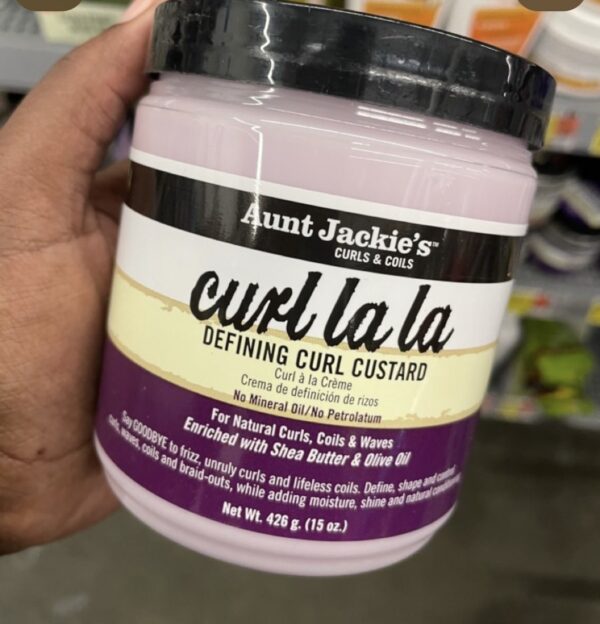 Aunt Jackie's™
CURLS & COILS
curl la la
DEFINING CURL CUSTARD
Curl à la Crème
Crema de definición de rizos
No Mineral Oil/No Petrolatum
For Natural Curls, Coils & Waves
Enriched with Shea Butter & Olive Oil
Say GOODBYE to frizz, unruly curls and lifeless coils. Define, shape and control
curls, waves, coils and braid-outs, while adding moisture, shine and natural
Net Wt. 426 g. (15 oz.)